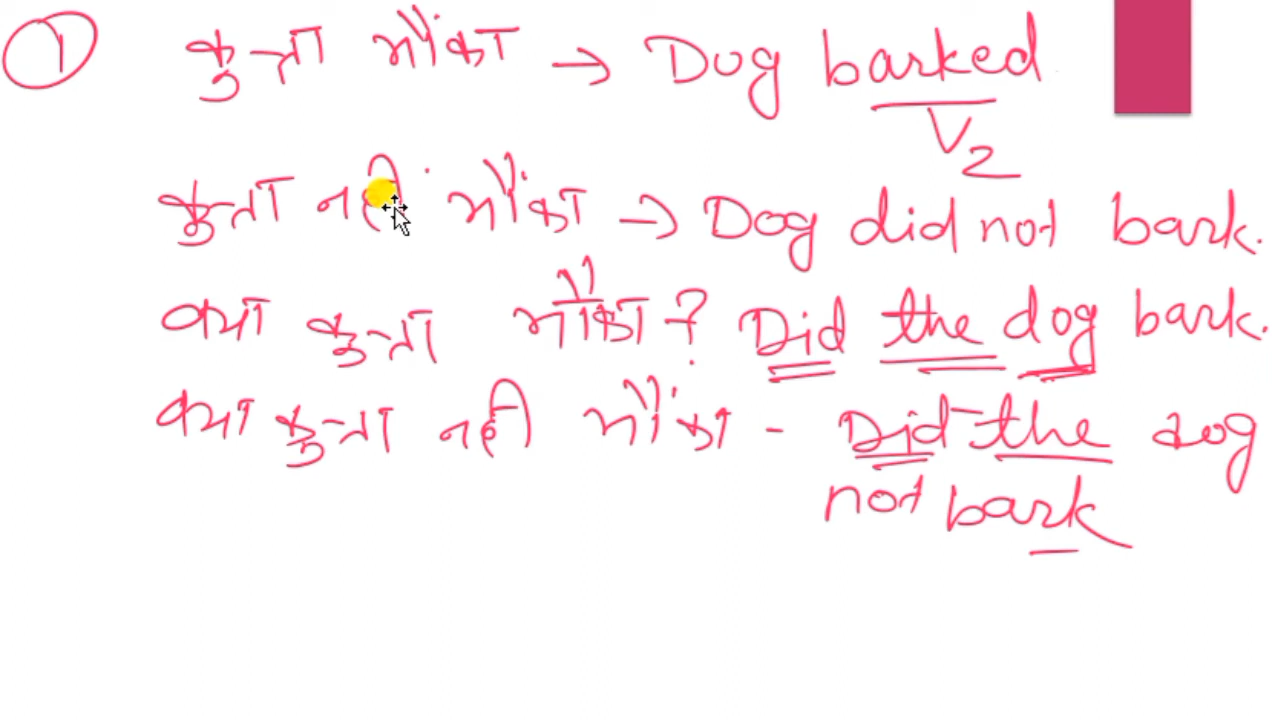 ① कुत्ता भौंका → Dog barked
V2
कुत्ता नहीं भौंका → Dog did not bark.
क्या कुत्ता भौंका? Did the dog bark.
क्या कुत्ता नहीं भौंका - Did the dog
not bark